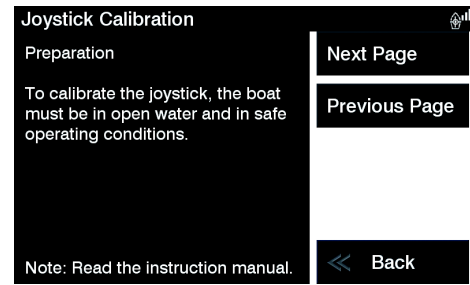 Joystick Calibration
Preparation
To calibrate the joystick, the boat
must be in open water and in safe
operating conditions.
Note: Read the instruction manual.
Next Page
Previous Page
Back